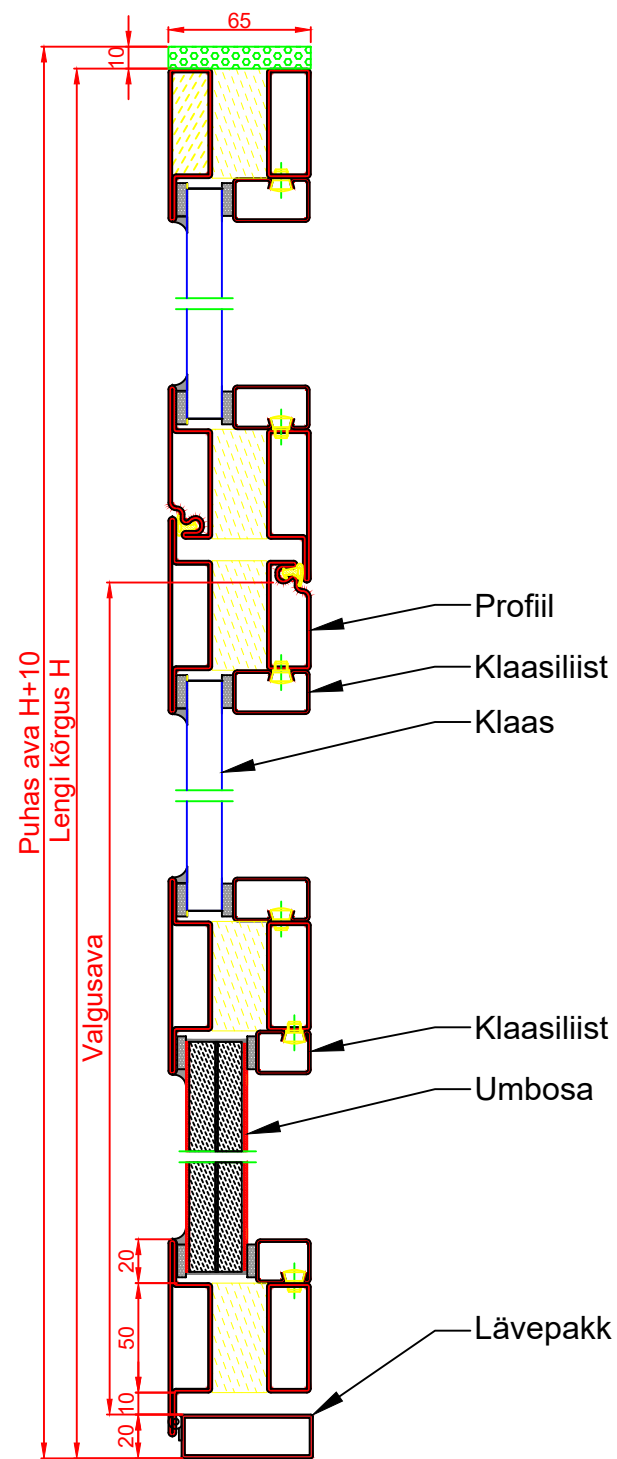 65
10
Profiil
Klaasiliist
Klaas
Puhas ava H+10
Lengi kõrgus H
Valgusava
Klaasiliist
Umbosa
20
50
Lävepakk
10
20